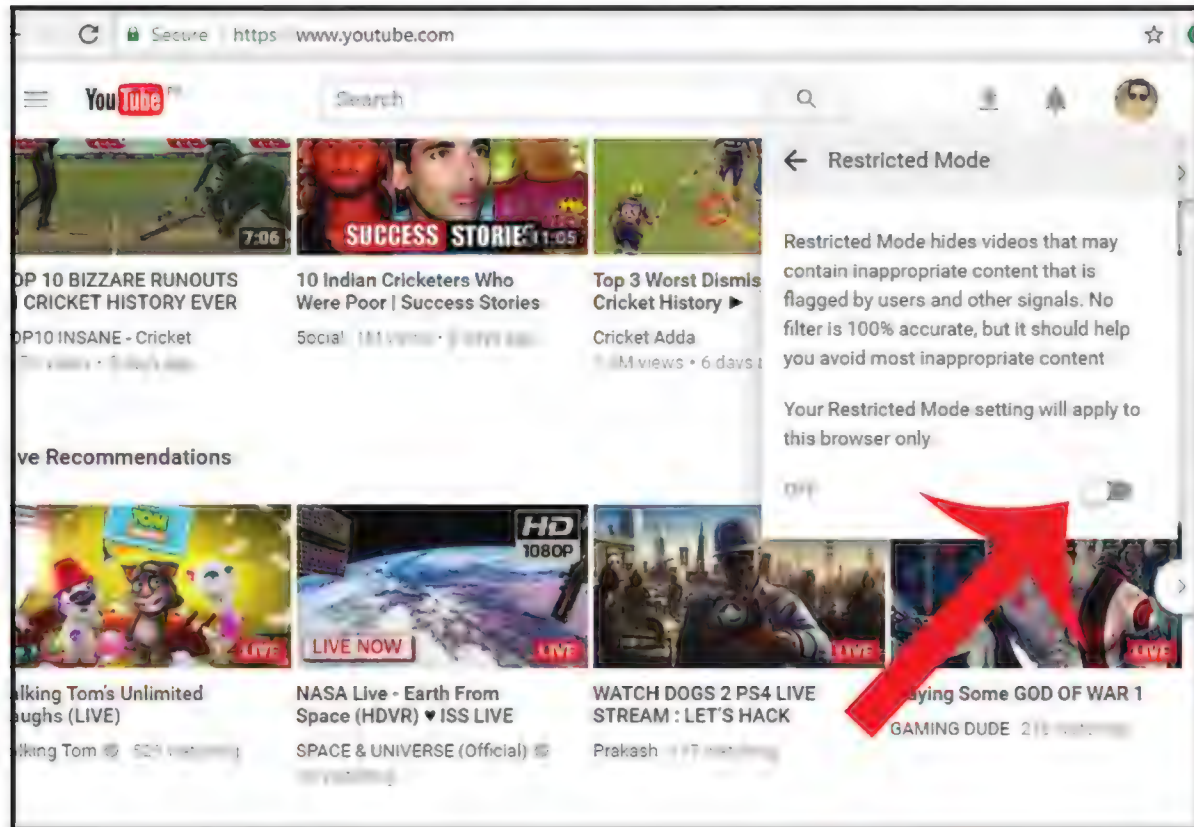 Secure https www.youtube.com
YouTube
Search
Restricted Mode
Restricted Mode hides videos that may
contain inappropriate content that is
flagged by users and other signals. No
filter is 100% accurate, but it should help
you avoid most inappropriate content
Your Restricted Mode setting will apply to
this browser only
OFF
7:06
SUCCESS STORIES 11:05
OP 10 BIZZARE RUNOUTS
CRICKET HISTORY EVER
OP10 INSANE - Cricket
10 Indian Cricketers Who
Were Poor | Success Stories
5ocial
Top 3 Worst Dismis
Cricket History ►
Cricket Adda
M views • 6 days
ve Recommendations
LIVE
HD
1080P
LIVE NOW
LIVE
LIVE
LIVE
lking Tom's Unlimited
aughs (LIVE)
lking Tom
NASA Live - Earth From
Space (HDVR) ♥ ISS LIVE
SPACE & UNIVERSE (Official)
WATCH DOGS 2 PS4 LIVE
STREAM : LET'S HACK
Prakash
aying Some GOD OF WAR 1
GAMING DUDE